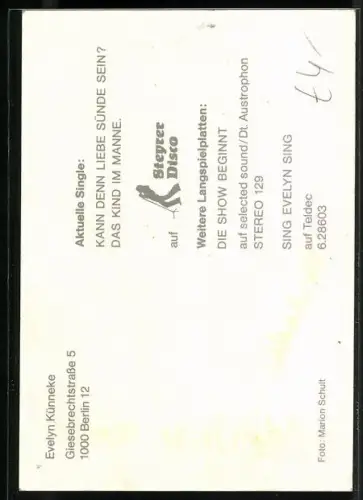 Evelyn Künneke
Giesebrechtstraße 5
1000 Berlin 12
Aktuelle Single:
KANN DENN LIEBE SÜNDE SEIN?
DAS KIND IM MANNE.
auf Steyrer
Disco
Weitere Langspielplatten:
DIE SHOW BEGINNT
auf selected sound/Dt. Austrophon
STEREO 129
SING EVELYN SING
auf Teldec
6.28603
€ 4,-
Foto: Marion Schult